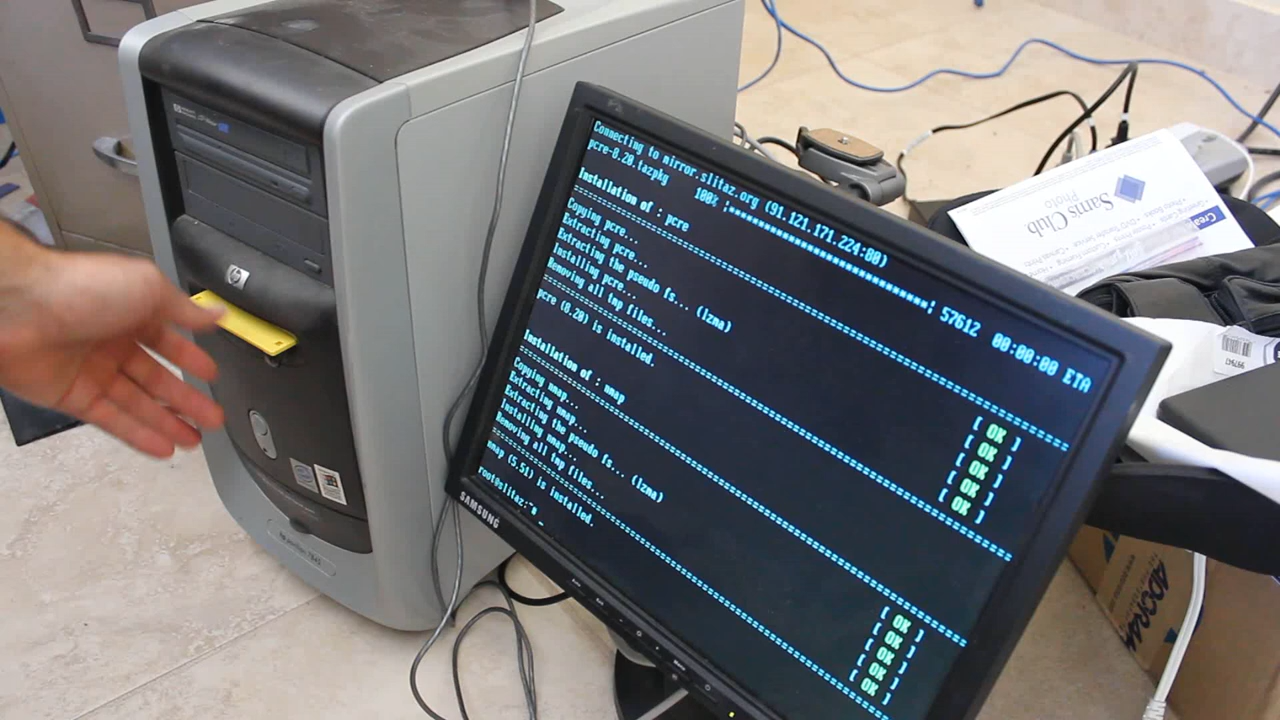 Connecting to mirror.slitaz.org (91.121.171.224:80)
pcre-8.20.tazpkg     100% |*******************************| 57612  00:00:00 ETA
Installation of : pcre
================================================================================
Copying pcre... [ OK ]
Extracting pcre... [ OK ]
Extracting the pseudo fs... (lzma) [ OK ]
Installing pcre... [ OK ]
Removing all tmp files... [ OK ]
================================================================================
pcre (8.20) is installed.
Installation of : nmap
================================================================================
Copying nmap... [ OK ]
Extracting nmap... [ OK ]
Extracting the pseudo fs... (lzma) [ OK ]
Installing nmap... [ OK ]
Removing all tmp files... [ OK ]
================================================================================
nmap (5.51) is installed.
root@slitaz:~# _
SAMSUNG
hp
Sam's Club
Photo
ADORAMA